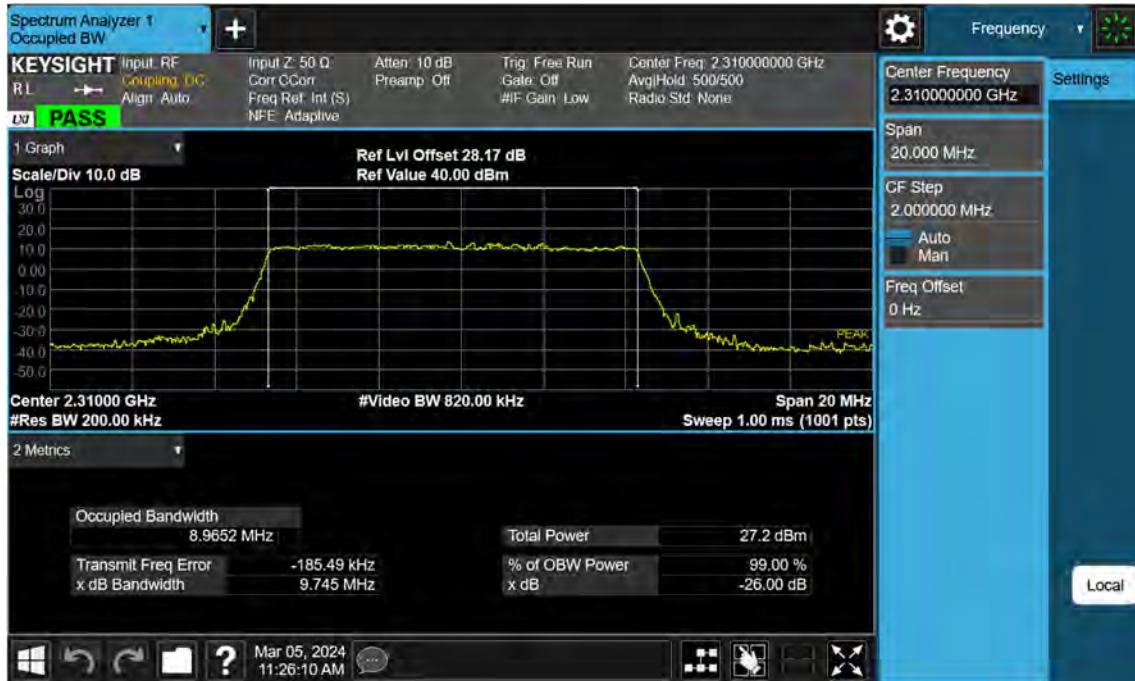 Spectrum Analyzer 1
Occupied BW
Frequency
KEYSIGHT
RL
LXI
PASS
Input: RF
Coupling: DC
Align: Auto
Input Z: 50 Ω
Corr CCorr
Freq Ref: Int (S)
NFE: Adaptive
Atten: 10 dB
Preamp: Off
Trig: Free Run
Gate: Off
#IF Gain: Low
Center Freq: 2.310000000 GHz
Avg|Hold: 500/500
Radio Std: None
Center Frequency
2.310000000 GHz
Settings
Span
20.000 MHz
CF Step
2.000000 MHz
Auto
Man
Freq Offset
0 Hz
Local
1 Graph
Scale/Div 10.0 dB
Ref Lvl Offset 28.17 dB
Ref Value 40.00 dBm
Log
30.0
20.0
10.0
0.00
-10.0
-20.0
-30.0
-40.0
-50.0
PEAK
Center 2.31000 GHz
#Video BW 820.00 kHz
Span 20 MHz
#Res BW 200.00 kHz
Sweep 1.00 ms (1001 pts)
2 Metrics
Occupied Bandwidth
8.9652 MHz
Total Power 27.2 dBm
Transmit Freq Error -185.49 kHz
% of OBW Power 99.00 %
x dB Bandwidth 9.745 MHz
x dB -26.00 dB
?
Mar 05, 2024
11:26:10 AM